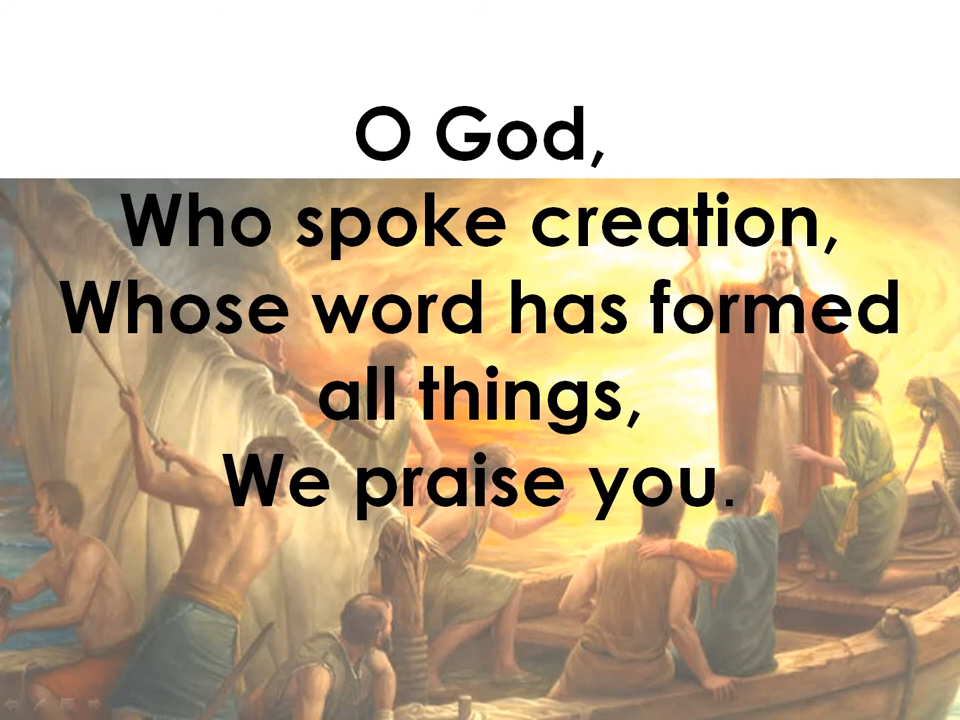 O God,
Who spoke creation,
Whose word has formed
all things,
We praise you.